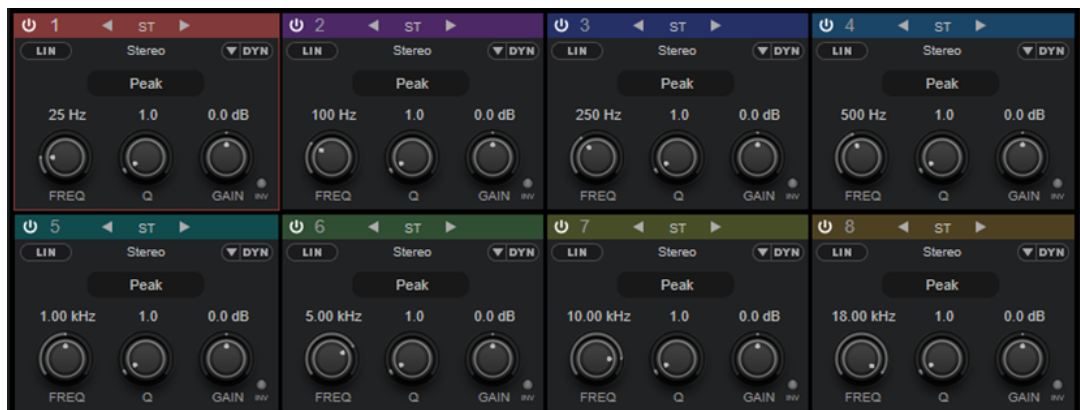 1 ST 2 ST 3 ST 4 ST
LIN Stereo DYN LIN Stereo DYN LIN Stereo DYN LIN Stereo DYN
Peak Peak Peak Peak
25 Hz 1.0 0.0 dB 100 Hz 1.0 0.0 dB 250 Hz 1.0 0.0 dB 500 Hz 1.0 0.0 dB
FREQ Q GAIN INV FREQ Q GAIN INV FREQ Q GAIN INV FREQ Q GAIN INV
5 ST 6 ST 7 ST 8 ST
LIN Stereo DYN LIN Stereo DYN LIN Stereo DYN LIN Stereo DYN
Peak Peak Peak Peak
1.00 kHz 1.0 0.0 dB 5.00 kHz 1.0 0.0 dB 10.00 kHz 1.0 0.0 dB 18.00 kHz 1.0 0.0 dB
FREQ Q GAIN INV FREQ Q GAIN INV FREQ Q GAIN INV FREQ Q GAIN INV